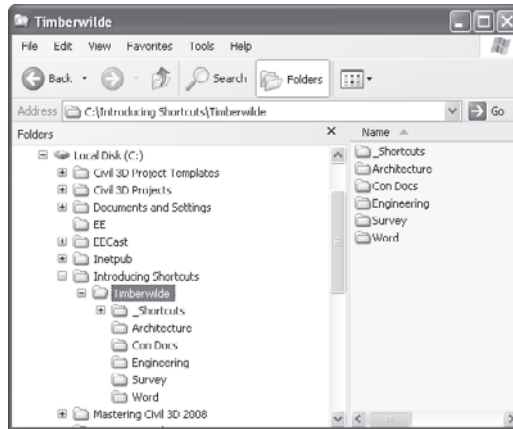 Timberwilde
File Edit View Favorites Tools Help
Back Search Folders
Address C:\Introducing Shortcuts\Timberwilde Go
Folders
Local Disk (C:)
Civil 3D Project Templates
Civil 3D Projects
Documents and Settings
EE
EECast
Inetpub
Introducing Shortcuts
Timberwilde
_Shortcuts
Architecture
Con Docs
Engineering
Survey
Word
Mastering Civil 3D 2008
Name
_Shortcuts
Architecture
Con Docs
Engineering
Survey
Word